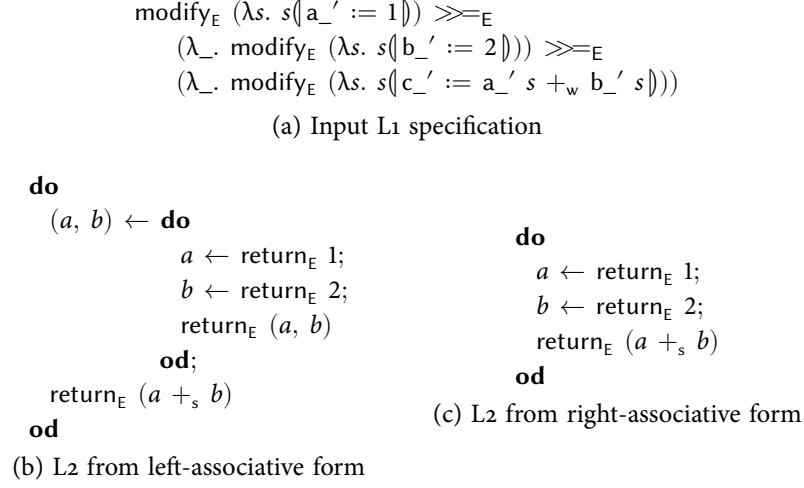 modify_E (λs. s⦇a_′ := 1⦈) >>=_E
(λ_. modify_E (λs. s⦇b_′ := 2⦈)) >>=_E
(λ_. modify_E (λs. s⦇c_′ := a_′ s +_w b_′ s⦈))
(a) Input L1 specification
do
(a, b) ← do
a ← return_E 1;
b ← return_E 2;
return_E (a, b)
od;
return_E (a +_s b)
od
(b) L2 from left-associative form
do
a ← return_E 1;
b ← return_E 2;
return_E (a +_s b)
od
(c) L2 from right-associative form